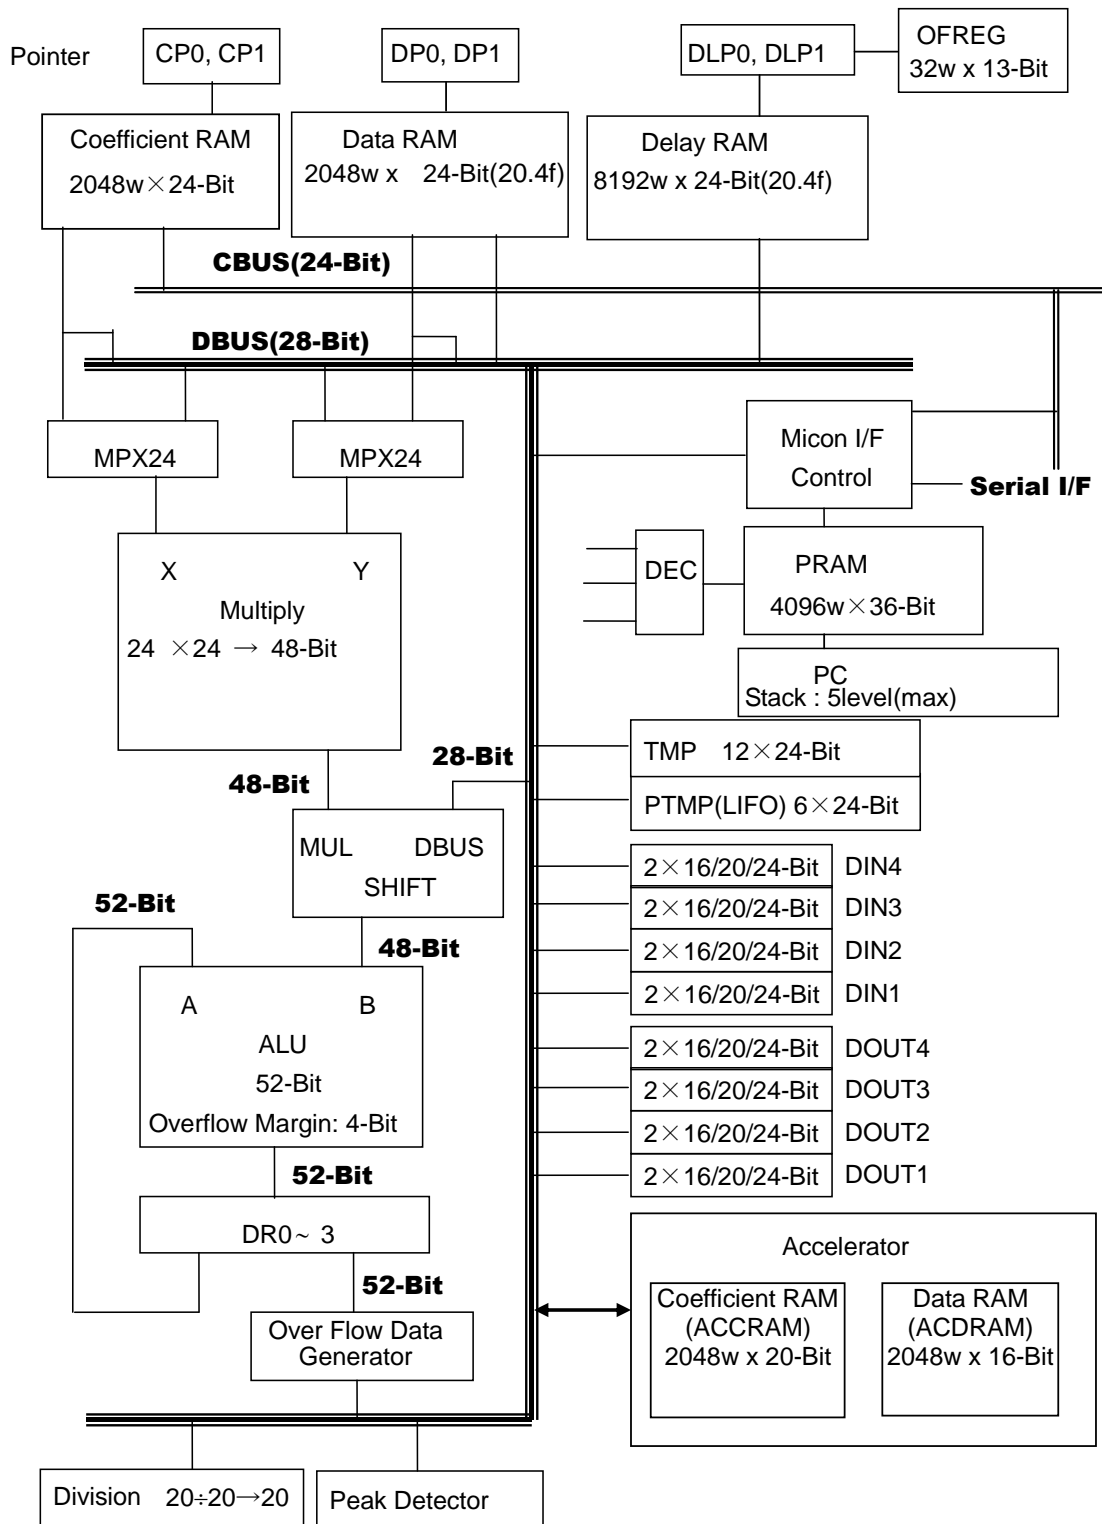 Pointer
CP0, CP1
DP0, DP1
DLP0, DLP1
OFREG
32w x 13-Bit
Coefficient RAM
2048w×24-Bit
Data RAM
2048w x 24-Bit(20.4f)
Delay RAM
8192w x 24-Bit(20.4f)
CBUS(24-Bit)
DBUS(28-Bit)
MPX24
MPX24
Micon I/F
Control
Serial I/F
X Y
Multiply
24 ×24 → 48-Bit
DEC
PRAM
4096w×36-Bit
PC
Stack : 5level(max)
28-Bit
48-Bit
TMP 12×24-Bit
PTMP(LIFO) 6×24-Bit
MUL DBUS
SHIFT
2×16/20/24-Bit DIN4
2×16/20/24-Bit DIN3
2×16/20/24-Bit DIN2
2×16/20/24-Bit DIN1
52-Bit
48-Bit
A B
ALU
52-Bit
Overflow Margin: 4-Bit
2×16/20/24-Bit DOUT4
2×16/20/24-Bit DOUT3
2×16/20/24-Bit DOUT2
2×16/20/24-Bit DOUT1
52-Bit
DR0~ 3
52-Bit
Over Flow Data
Generator
Accelerator
Coefficient RAM
(ACCRAM)
2048w x 20-Bit
Data RAM
(ACDRAM)
2048w x 16-Bit
Division 20÷20→20
Peak Detector